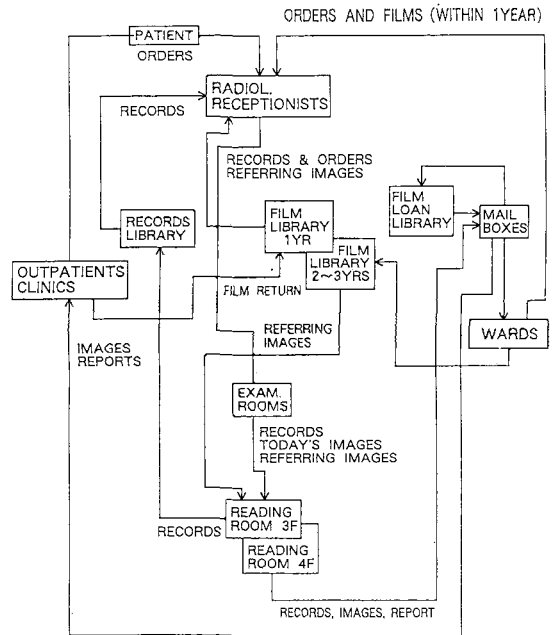 ORDERS AND FILMS (WITHIN 1YEAR)
PATIENT
ORDERS
RADIOL.
RECEPTIONISTS
RECORDS
RECORDS & ORDERS
REFERRING IMAGES
FILM
LIBRARY
1YR
FILM
LIBRARY
2~3YRS
FILM
LOAN
LIBRARY
MAIL
BOXES
RECORDS
LIBRARY
OUTPATIENTS
CLINICS
FILM RETURN
WARDS
IMAGES
REPORTS
REFERRING
IMAGES
EXAM.
ROOMS
RECORDS
TODAY'S IMAGES
REFERRING IMAGES
READING
ROOM 3F
RECORDS
READING
ROOM 4F
RECORDS, IMAGES, REPORT